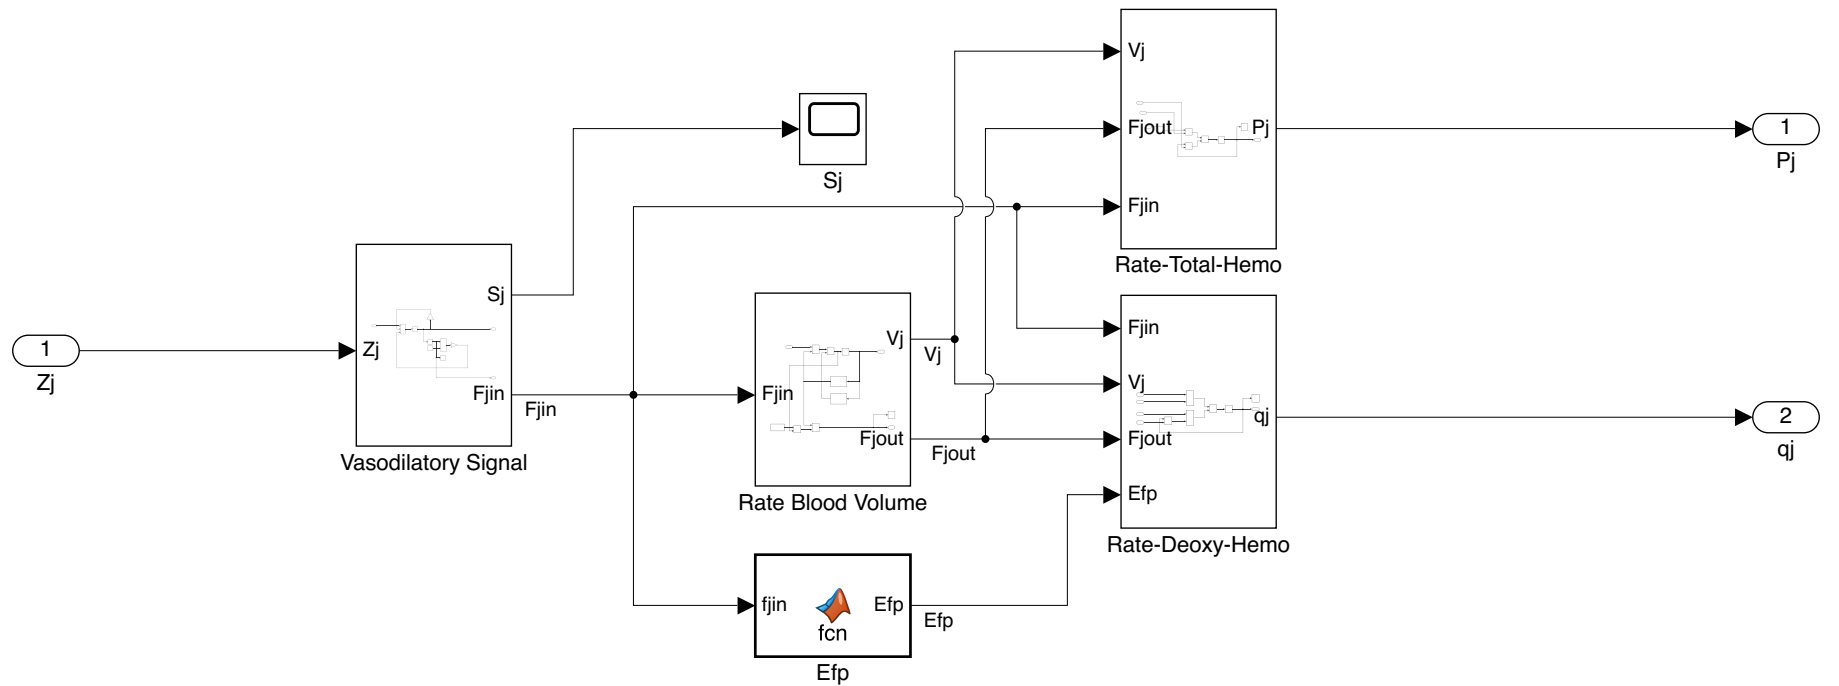 1
Zj
Zj
Sj
Fjin
Vasodilatory Signal
Fjin
Sj
Fjin
Vj
Fjout
Rate Blood Volume
Vj
Fjout
fjin
fcn
Efp
Efp
Efp
Vj
Fjout
Fjin
Pj
Rate-Total-Hemo
Fjin
Vj
Fjout
Efp
qj
Rate-Deoxy-Hemo
1
Pj
2
qj